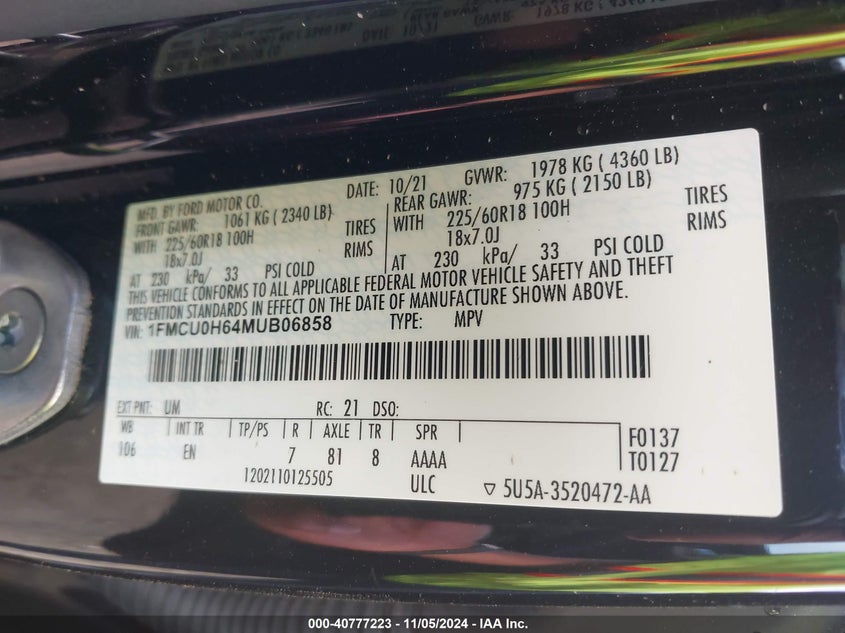 MFD. BY FORD MOTOR CO.
DATE: 10/21 GVWR: 1978 KG ( 4360 LB)
FRONT GAWR: 1061 KG ( 2340 LB)
REAR GAWR: 975 KG ( 2150 LB)
WITH 225/60R18 100H TIRES
WITH 225/60R18 100H TIRES
18x7.0J RIMS
18x7.0J RIMS
AT 230 kPa/ 33 PSI COLD
AT 230 kPa/ 33 PSI COLD
THIS VEHICLE CONFORMS TO ALL APPLICABLE FEDERAL MOTOR VEHICLE SAFETY AND THEFT
PREVENTION STANDARDS IN EFFECT ON THE DATE OF MANUFACTURE SHOWN ABOVE.
VIN: 1FMCU0H64MUB06858 TYPE: MPV
EXT PNT: UM RC: 21 DSO:
WB INT TR TP/PS R AXLE TR SPR
106 EN 7 81 8 AAAA
F0137
T0127
1202110125505 ULC ▽ 5U5A-3520472-AA
000-40777223 - 11/05/2024 - IAA Inc.